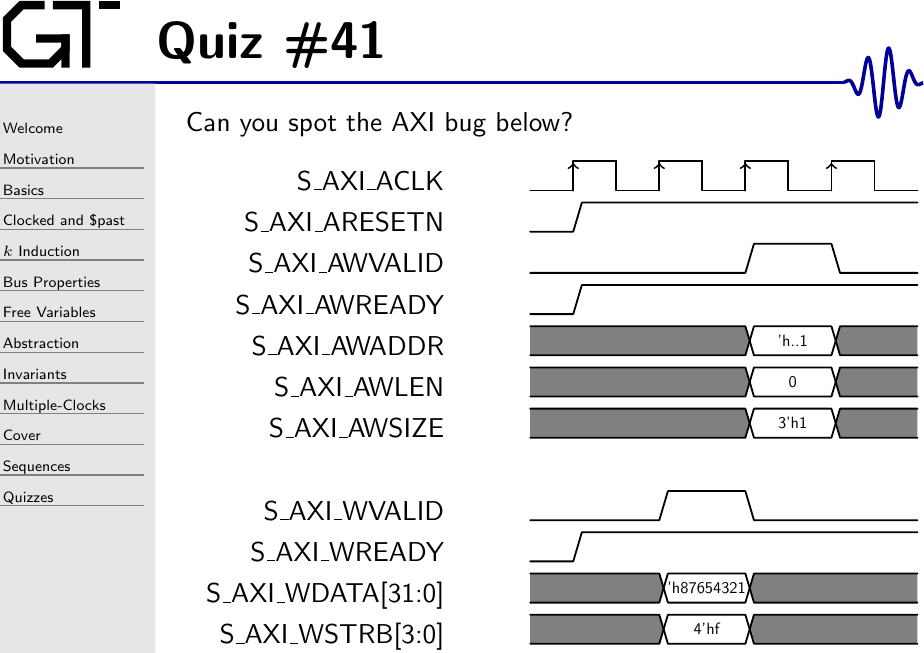 GT
Quiz #41
Welcome
Motivation
Basics
Clocked and $past
k Induction
Bus Properties
Free Variables
Abstraction
Invariants
Multiple-Clocks
Cover
Sequences
Quizzes
Can you spot the AXI bug below?
S_AXI_ACLK
S_AXI_ARESETN
S_AXI_AWVALID
S_AXI_AWREADY
S_AXI_AWADDR 'h..1
S_AXI_AWLEN 0
S_AXI_AWSIZE 3'h1
S_AXI_WVALID
S_AXI_WREADY
S_AXI_WDATA[31:0] 'h87654321
S_AXI_WSTRB[3:0] 4'hf